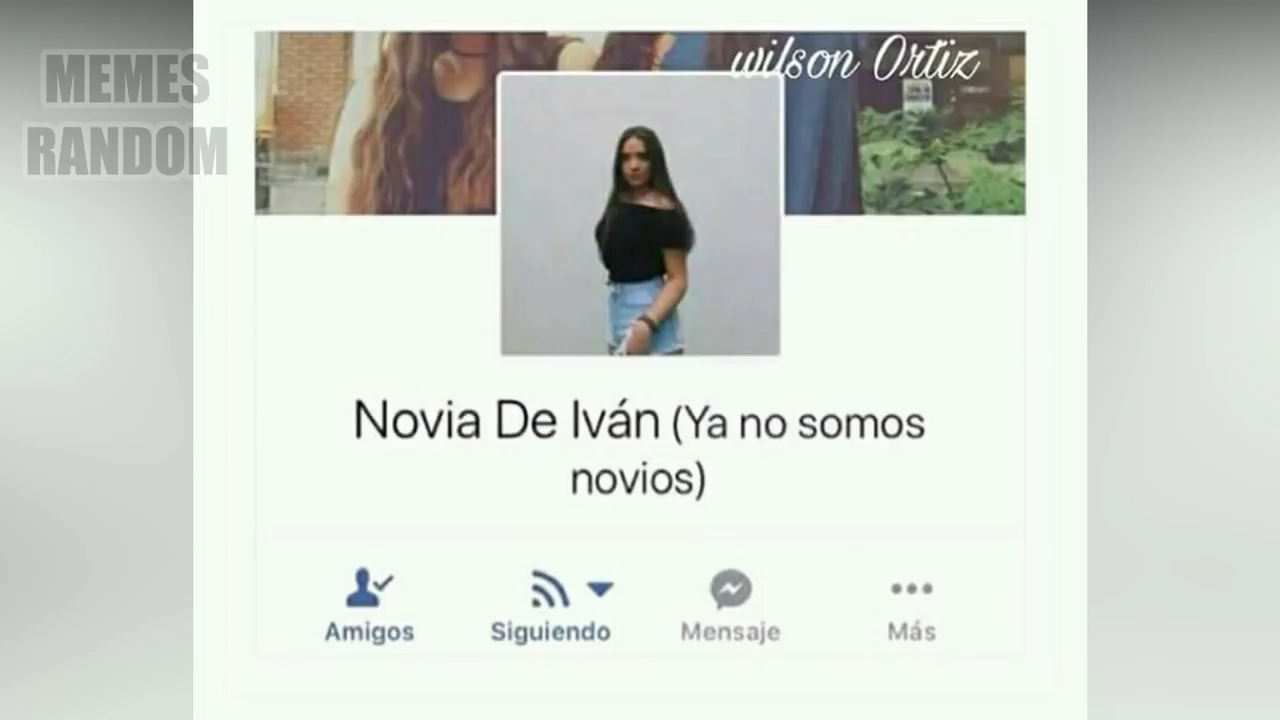 MEMES
RANDOM
wilson Ortiz
Novia De Iván (Ya no somos
novios)
Amigos
Siguiendo
Mensaje
Más